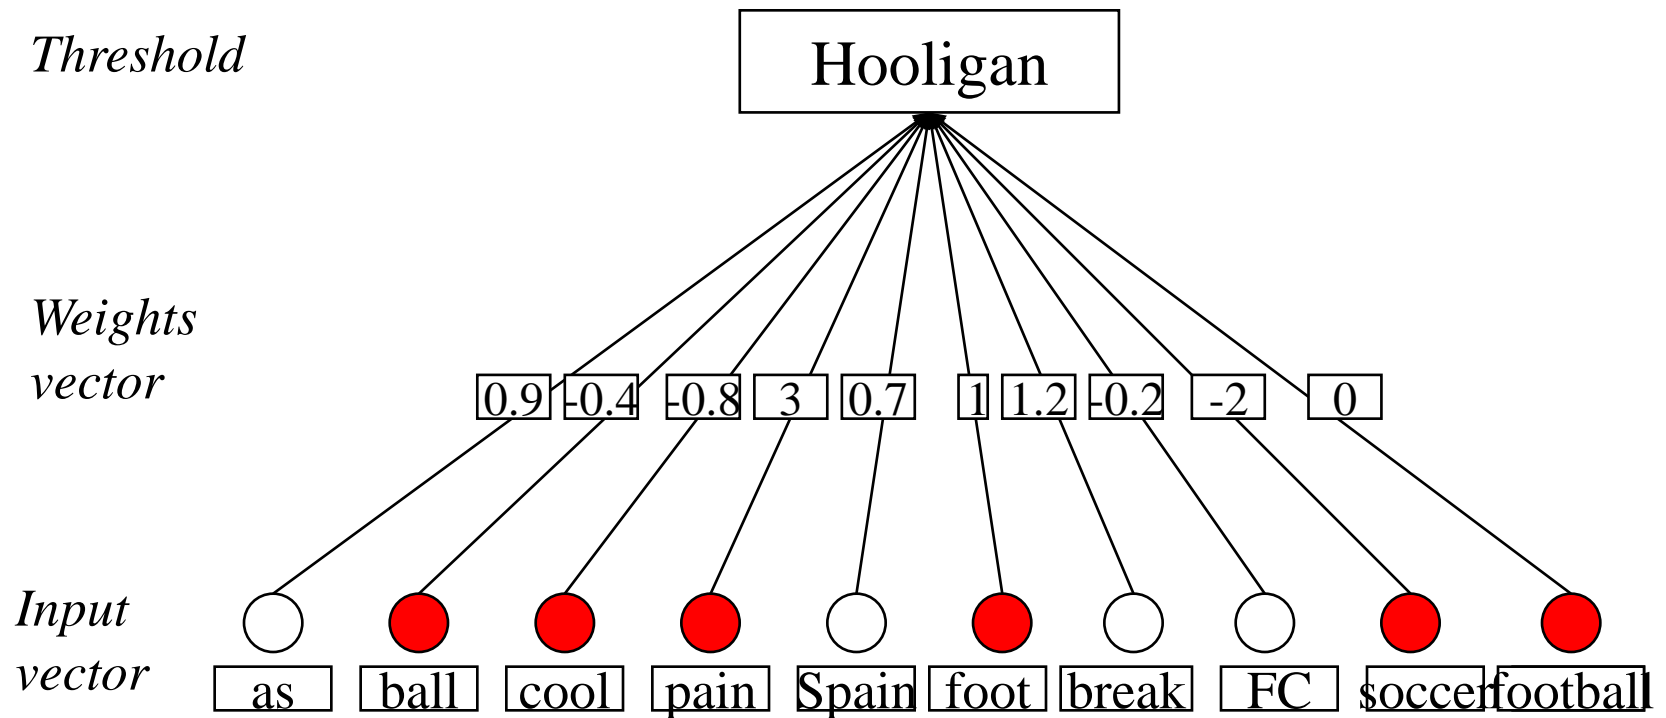 Threshold
Hooligan
Weights
vector
0.9 -0.4 -0.8 3 0.7 1 1.2 -0.2 -2 0
Input
vector
as ball cool pain Spain foot break FC soccer football